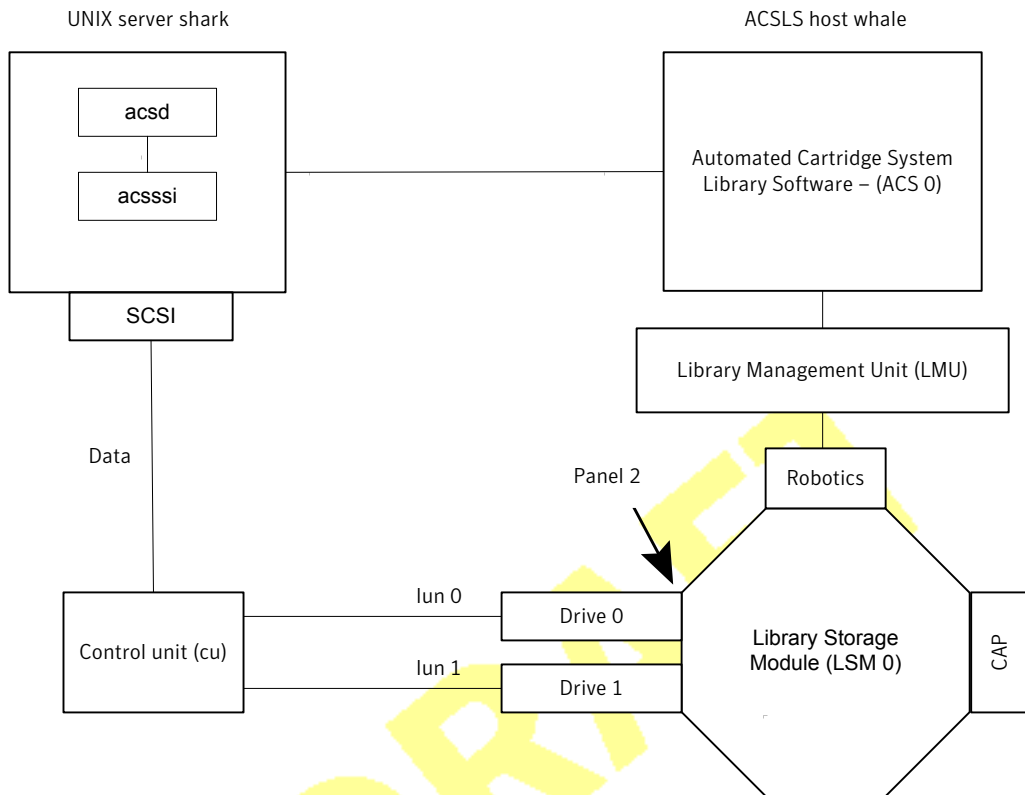 UNIX server shark
ACSLS host whale
acsd
acsssi
Automated Cartridge System
Library Software – (ACS 0)
SCSI
Library Management Unit (LMU)
Data
Panel 2
Robotics
lun 0
Drive 0
Control unit (cu)
Library Storage
Module (LSM 0)
CAP
lun 1
Drive 1
DRAFT